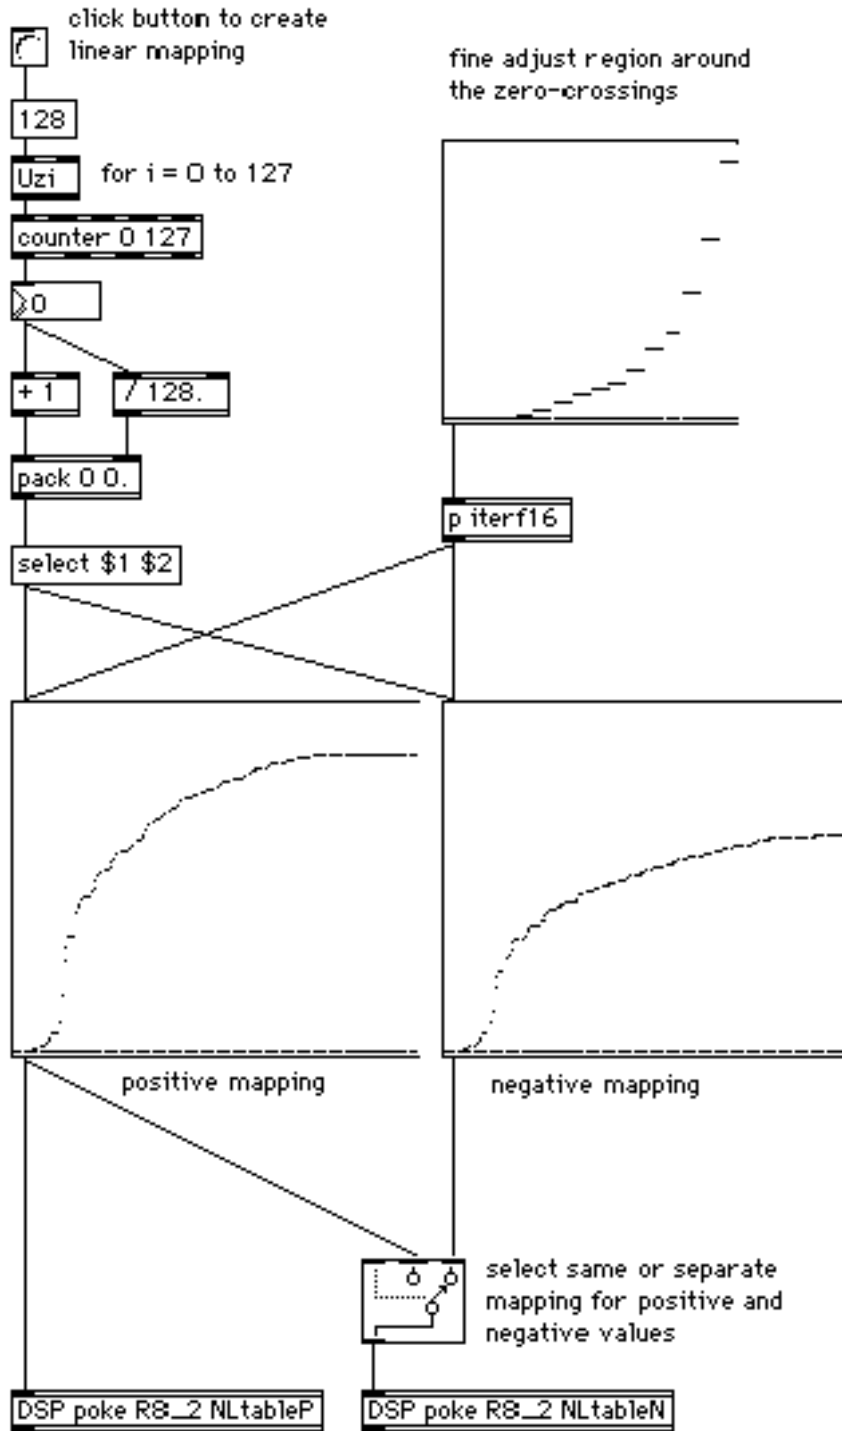 click button to create
linear mapping
fine adjust region around
the zero-crossings
128
Uzi
for i = 0 to 127
counter 0 127
0
+ 1
/ 128.
pack 0 0.
p iterf16
select $1 $2
positive mapping
negative mapping
select same or separate
mapping for positive and
negative values
DSP poke R8_2 NLtableP
DSP poke R8_2 NLtableN